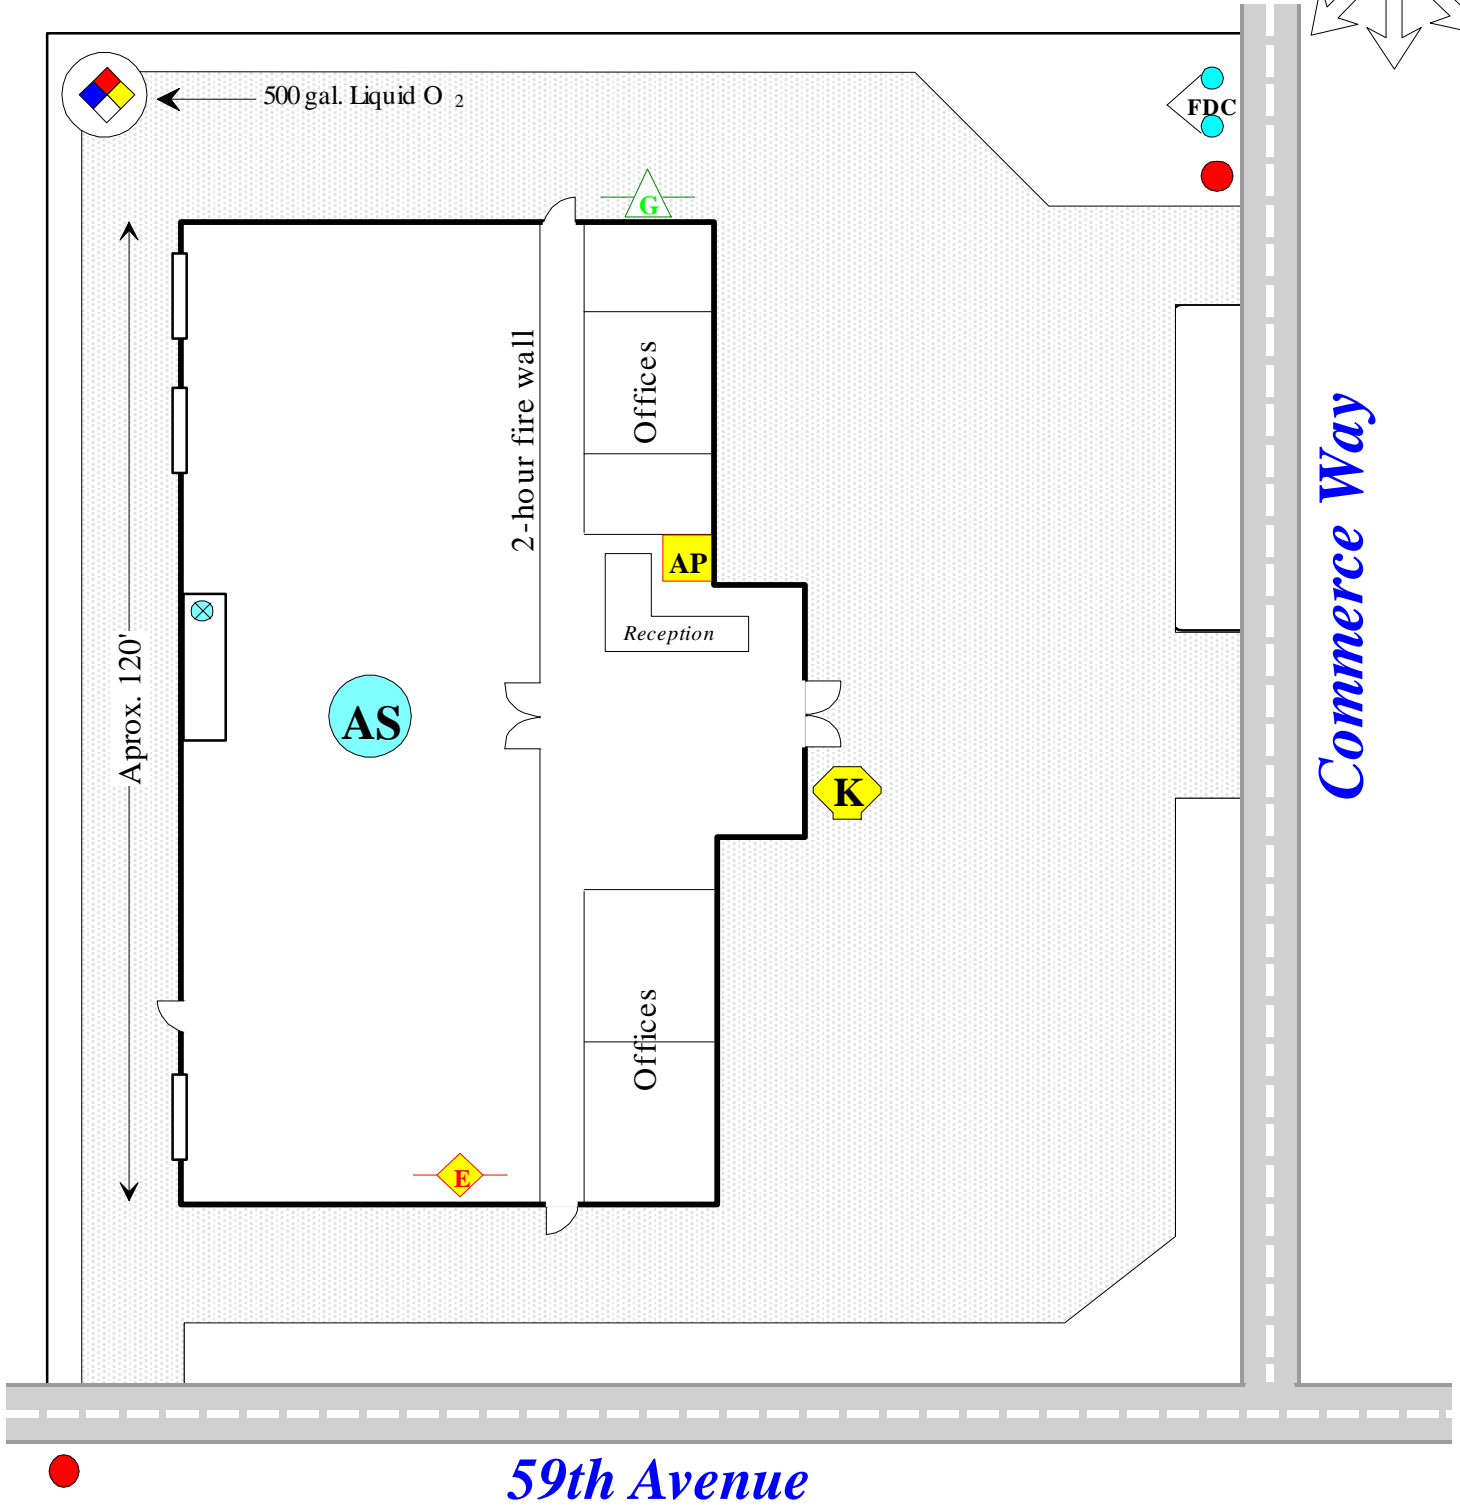 500 gal. Liquid O 2
FDC
G
2-hour fire wall
Offices
AP
Reception
Aprox. 120'
AS
K
Commerce Way
Offices
E
59th Avenue